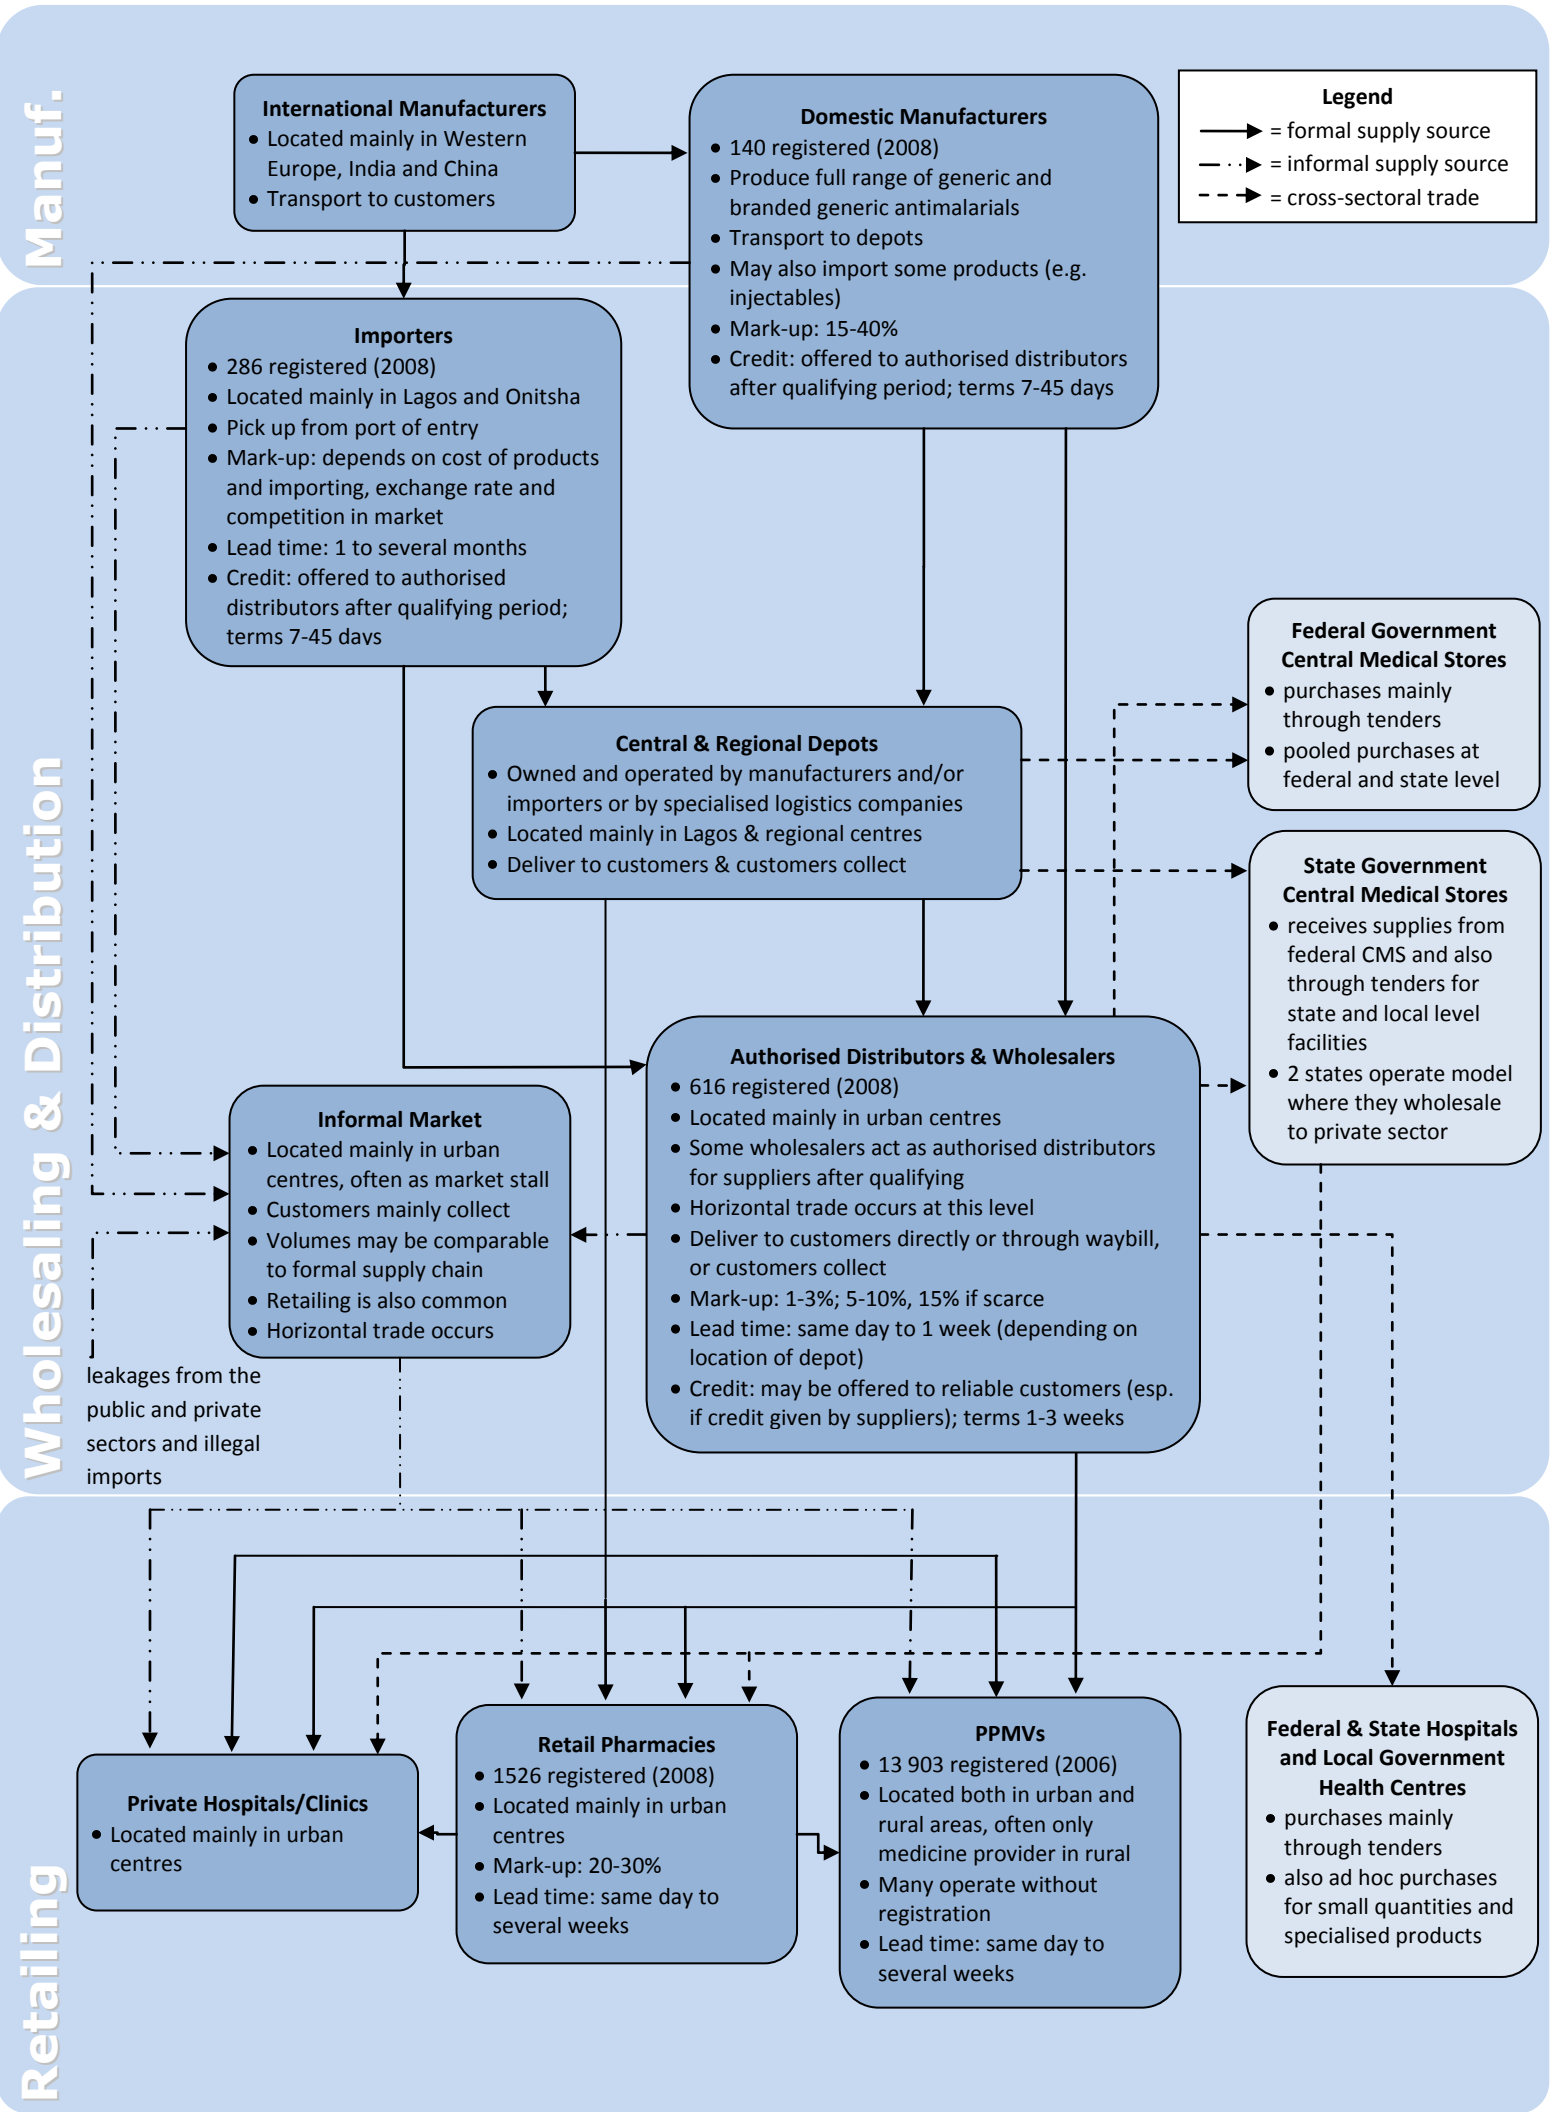 Manuf.
International Manufacturers
• Located mainly in Western
Europe, India and China
• Transport to customers
Domestic Manufacturers
• 140 registered (2008)
• Produce full range of generic and
branded generic antimalarials
• Transport to depots
• May also import some products (e.g.
injectables)
• Mark-up: 15-40%
• Credit: offered to authorised distributors
after qualifying period; terms 7-45 days
Legend
= formal supply source
= informal supply source
= cross-sectoral trade
Wholesaling & Distribution
Importers
• 286 registered (2008)
• Located mainly in Lagos and Onitsha
• Pick up from port of entry
• Mark-up: depends on cost of products
and importing, exchange rate and
competition in market
• Lead time: 1 to several months
• Credit: offered to authorised
distributors after qualifying period;
terms 7-45 days
Central & Regional Depots
• Owned and operated by manufacturers and/or
importers or by specialised logistics companies
• Located mainly in Lagos & regional centres
• Deliver to customers & customers collect
Federal Government
Central Medical Stores
• purchases mainly
through tenders
• pooled purchases at
federal and state level
State Government
Central Medical Stores
• receives supplies from
federal CMS and also
through tenders for
state and local level
facilities
• 2 states operate model
where they wholesale
to private sector
Authorised Distributors & Wholesalers
• 616 registered (2008)
• Located mainly in urban centres
• Some wholesalers act as authorised distributors
for suppliers after qualifying
• Horizontal trade occurs at this level
• Deliver to customers directly or through waybill,
or customers collect
• Mark-up: 1-3%; 5-10%, 15% if scarce
• Lead time: same day to 1 week (depending on
location of depot)
• Credit: may be offered to reliable customers (esp.
if credit given by suppliers); terms 1-3 weeks
Informal Market
• Located mainly in urban
centres, often as market stall
• Customers mainly collect
• Volumes may be comparable
to formal supply chain
• Retailing is also common
• Horizontal trade occurs
leakages from the
public and private
sectors and illegal
imports
Retailing
Private Hospitals/Clinics
• Located mainly in urban
centres
Retail Pharmacies
• 1526 registered (2008)
• Located mainly in urban
centres
• Mark-up: 20-30%
• Lead time: same day to
several weeks
PPMVs
• 13 903 registered (2006)
• Located both in urban and
rural areas, often only
medicine provider in rural
• Many operate without
registration
• Lead time: same day to
several weeks
Federal & State Hospitals
and Local Government
Health Centres
• purchases mainly
through tenders
• also ad hoc purchases
for small quantities and
specialised products